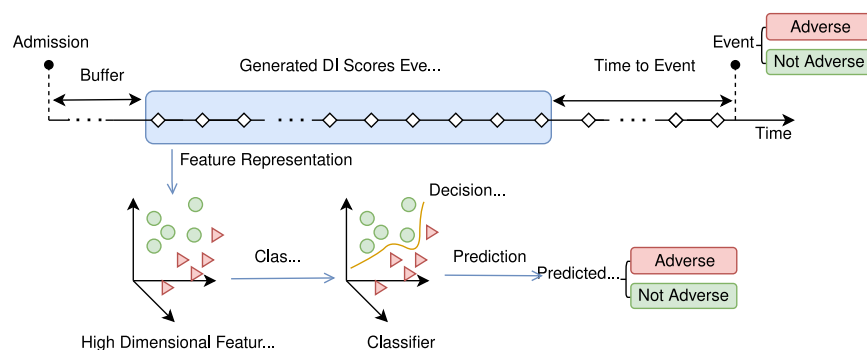 Admission
Buffer
Generated DI Scores Eve...
Time to Event
Event
Adverse
Not Adverse
Time
Feature Representation
Decision...
Clas...
Prediction
Predicted...
Adverse
Not Adverse
High Dimensional Featur...
Classifier